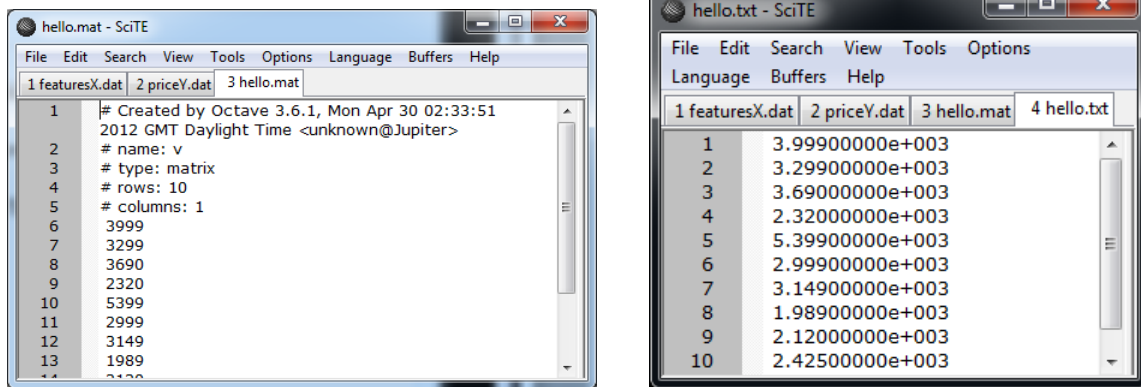 hello.mat - SciTE
File Edit Search View Tools Options Language Buffers Help
1 featuresX.dat 2 priceY.dat 3 hello.mat
1 # Created by Octave 3.6.1, Mon Apr 30 02:33:51
2012 GMT Daylight Time <unknown@Jupiter>
2 # name: v
3 # type: matrix
4 # rows: 10
5 # columns: 1
6 3999
7 3299
8 3690
9 2320
10 5399
11 2999
12 3149
13 1989
hello.txt - SciTE
File Edit Search View Tools Options
Language Buffers Help
1 featuresX.dat 2 priceY.dat 3 hello.mat 4 hello.txt
1 3.99900000e+003
2 3.29900000e+003
3 3.69000000e+003
4 2.32000000e+003
5 5.39900000e+003
6 2.99900000e+003
7 3.14900000e+003
8 1.98900000e+003
9 2.12000000e+003
10 2.42500000e+003